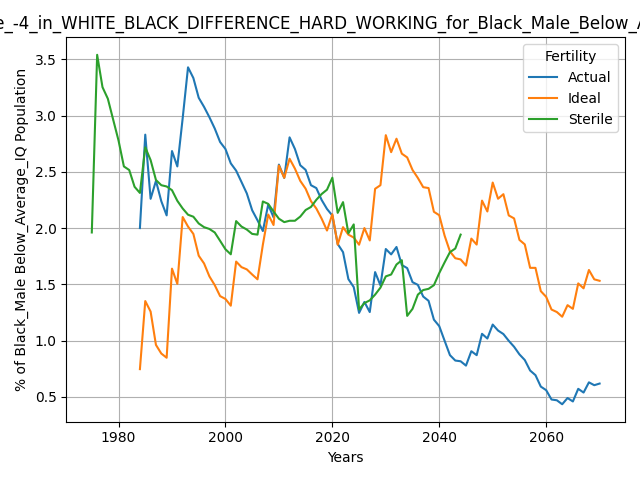 e_-4_in_WHITE_BLACK_DIFFERENCE_HARD_WORKING_for_Black_Male_Below_A
% of Black_Male Below_Average_IQ Population
3.5
3.0
2.5
2.0
1.5
1.0
0.5
Fertility
Actual
Ideal
Sterile
1980 2000 2020 2040 2060
Years